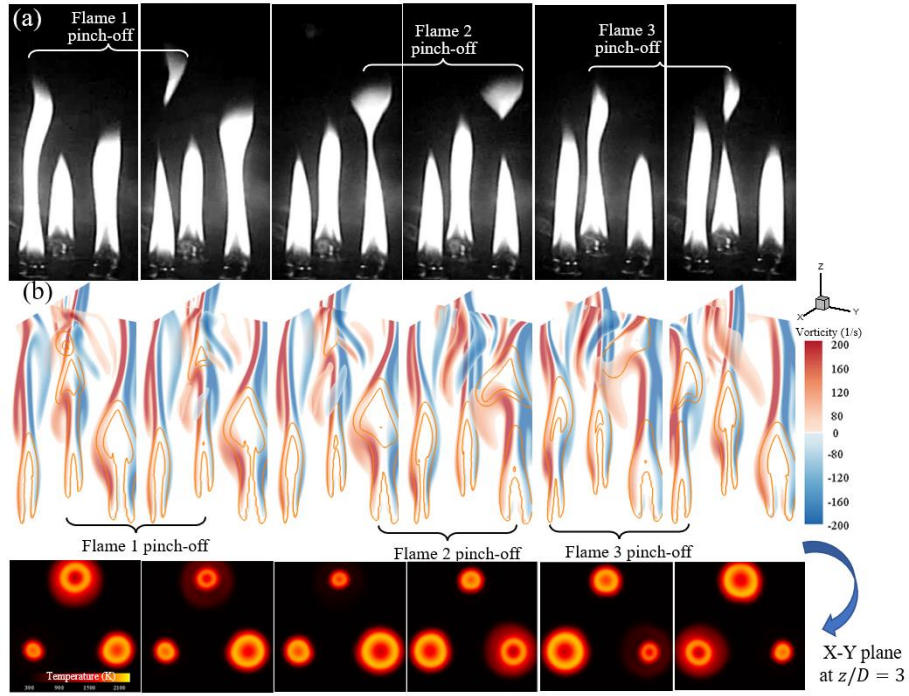 (a)
Flame 1
pinch-off
Flame 2
pinch-off
Flame 3
pinch-off
(b)
Z
X
Y
Vorticity (1/s)
200
160
120
80
0
-80
-120
-160
-200
Flame 1 pinch-off
Flame 2 pinch-off
Flame 3 pinch-off
Temperature (K)
300 900 1500 2100
X-Y plane
at z/D = 3